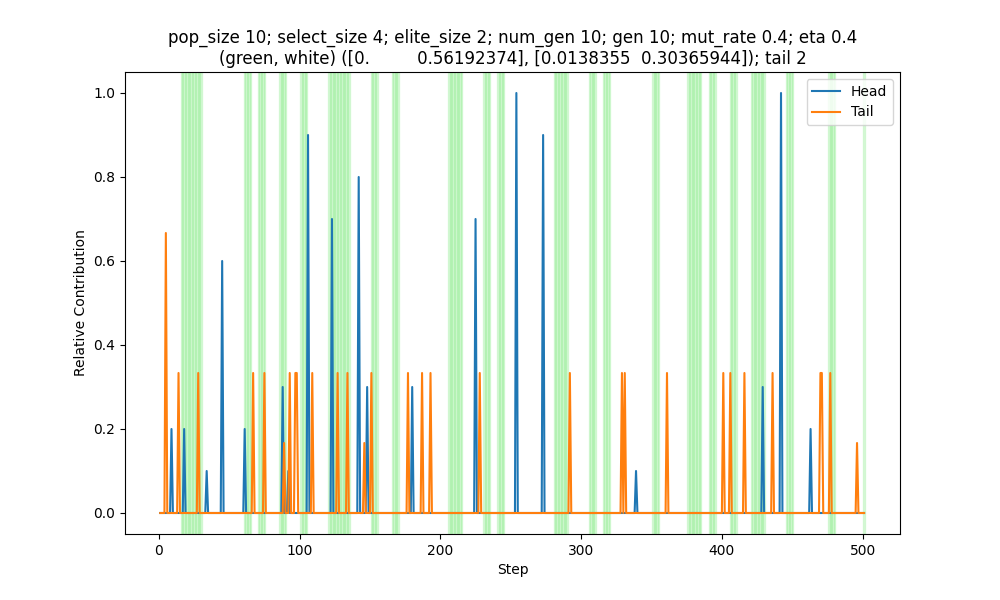 pop_size 10; select_size 4; elite_size 2; num_gen 10; gen 10; mut_rate 0.4; eta 0.4
(green, white) ([0. 0.56192374], [0.0138355 0.30365944]); tail 2
Head
Tail
1.0
0.8
0.6
0.4
0.2
0.0
Relative Contribution
0 100 200 300 400 500
Step